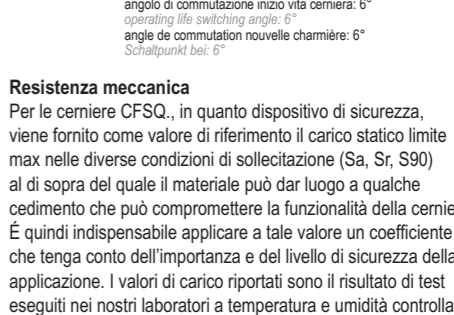 angolo di commutazione inizio vita cerniera: 6°
operating life switching angle: 6°
angle de commutation nouvelle charmière: 6°
Schaltpunkt bei: 6°
Resistenza meccanica
Per le cerniere CFSQ., in quanto dispositivo di sicurezza,
viene fornito come valore di riferimento il carico statico limite
max nelle diverse condizioni di sollecitazione (Sa, Sr, S90)
al di sopra del quale il materiale può dar luogo a qualche
cedimento che può compromettere la funzionalità della cernie
É quindi indispensabile applicare a tale valore un coefficiente
che tenga conto dell'importanza e del livello di sicurezza della
applicazione. I valori di carico riportati sono il risultato di test
eseguiti nei nostri laboratori a temperatura e umidità controlla